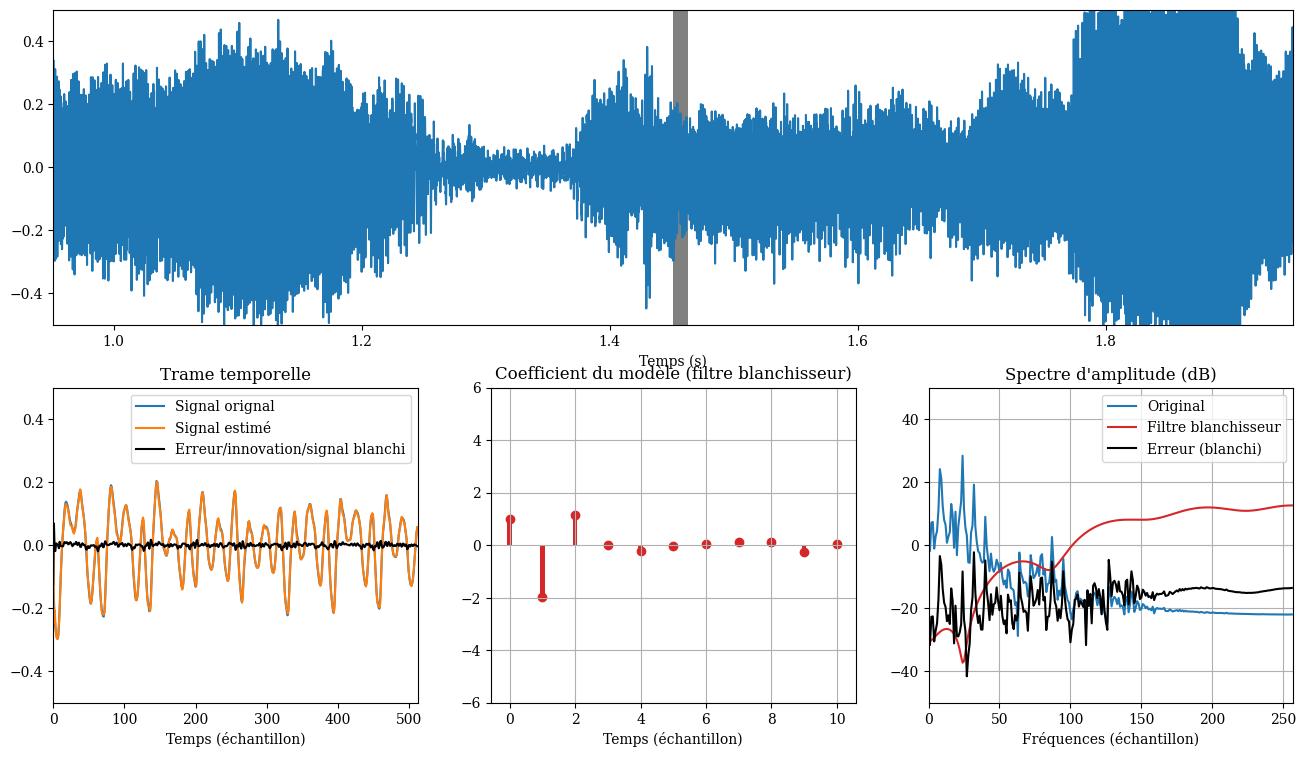 0.4
0.2
0.0
−0.2
−0.4
1.0 1.2 1.4 1.6 1.8
Temps (s)
Trame temporelle
Signal orignal
Signal estimé
Erreur/innovation/signal blanchi
0.4
0.2
0.0
−0.2
−0.4
0 100 200 300 400 500
Temps (échantillon)
Coefficient du modèle (filtre blanchisseur)
6
4
2
0
−2
−4
−6
0 2 4 6 8 10
Temps (échantillon)
Spectre d'amplitude (dB)
Original
Filtre blanchisseur
Erreur (blanchi)
40
20
0
−20
−40
0 50 100 150 200 250
Fréquences (échantillon)